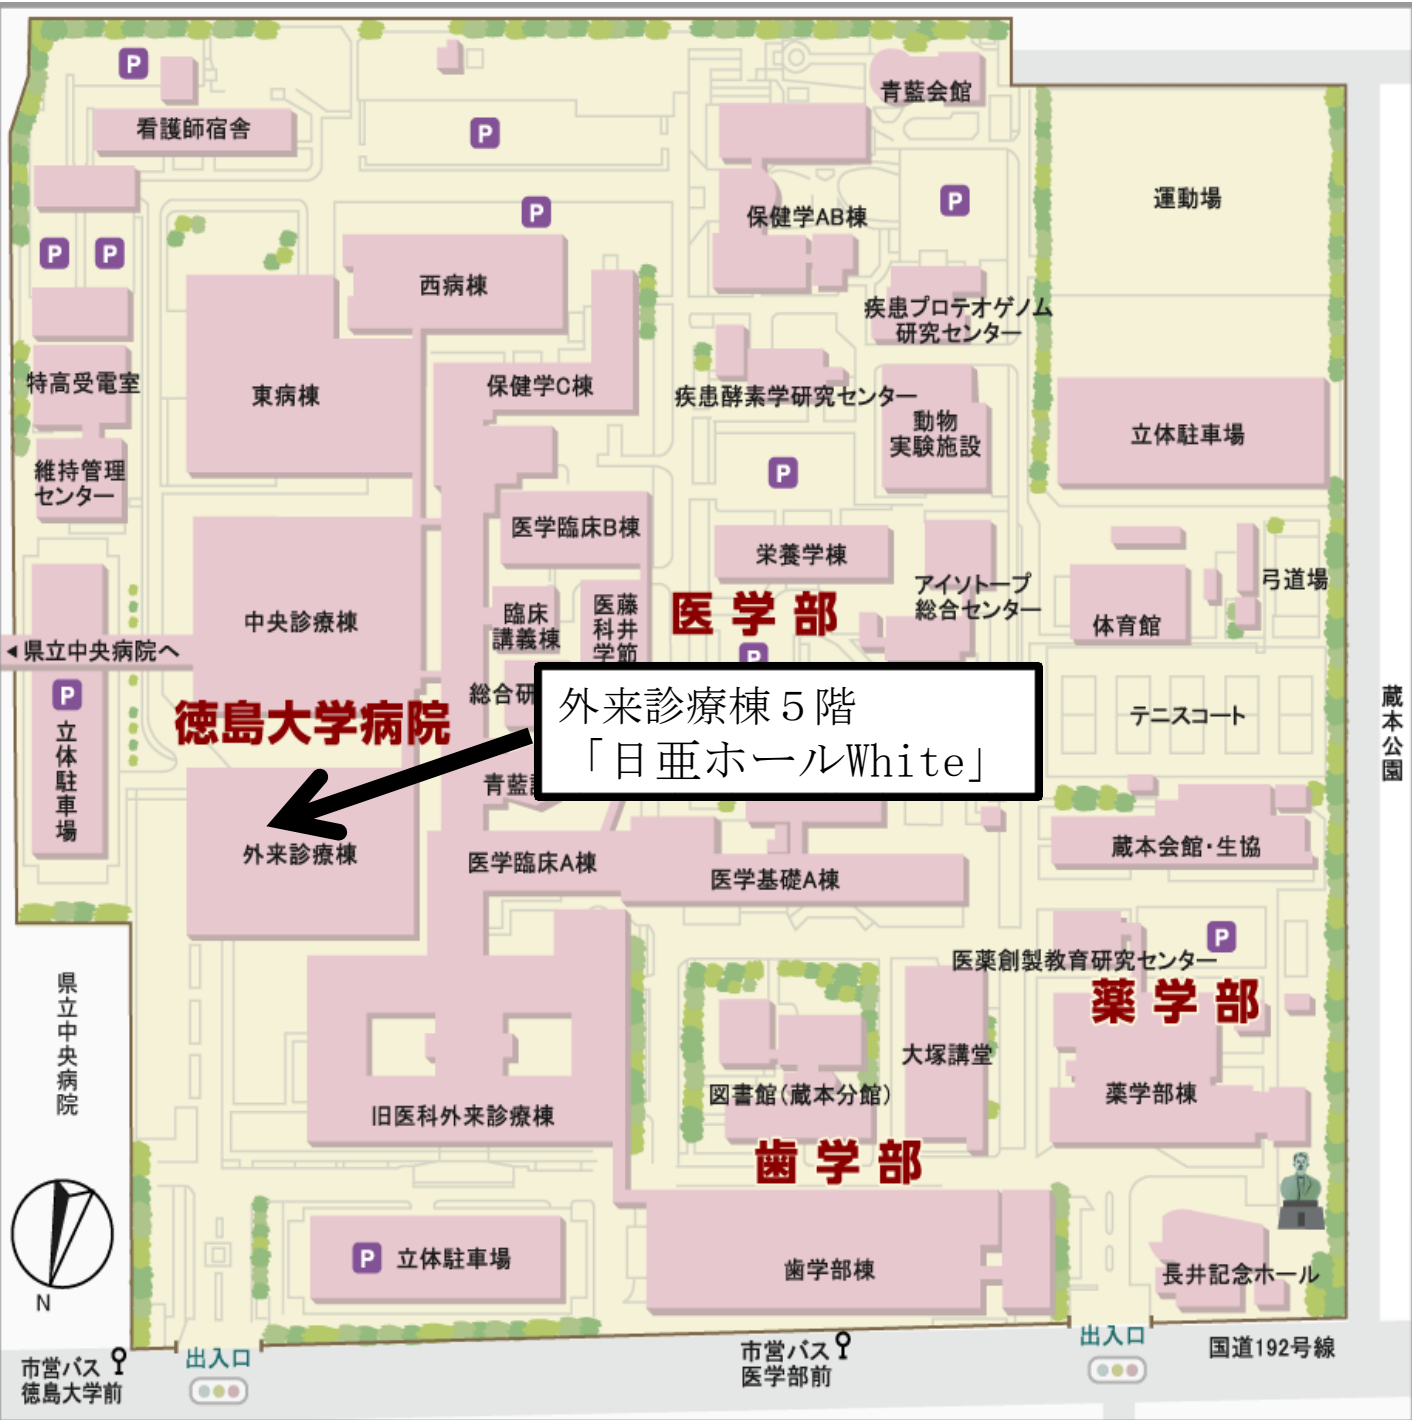 P
青藍会館
看護師宿舎
P
P
運動場
P
保健学AB棟
P
P
西病棟
疾患プロテオゲノム
研究センター
特高受電室
東病棟
保健学C棟
疾患酵素学研究センター
動物
実験施設
立体駐車場
維持管理
センター
P
医学臨床B棟
栄養学棟
アイソトープ
総合センター
弓道場
中央診療棟
臨床
講義棟
医科学
藤井節
医学部
体育館
◀県立中央病院へ
P
P
総合研
外来診療棟5階
「日亜ホールWhite」
徳島大学病院
テニスコート
蔵本公園
立体駐車場
青藍
外来診療棟
医学臨床A棟
医学基礎A棟
蔵本会館・生協
P
医薬創製教育研究センター
薬学部
県立中央病院
大塚講堂
図書館(蔵本分館)
薬学部棟
旧医科外来診療棟
歯学部
P
立体駐車場
歯学部棟
長井記念ホール
N
出入口
出入口
国道192号線
市営バス
徳島大学前
市営バス
医学部前